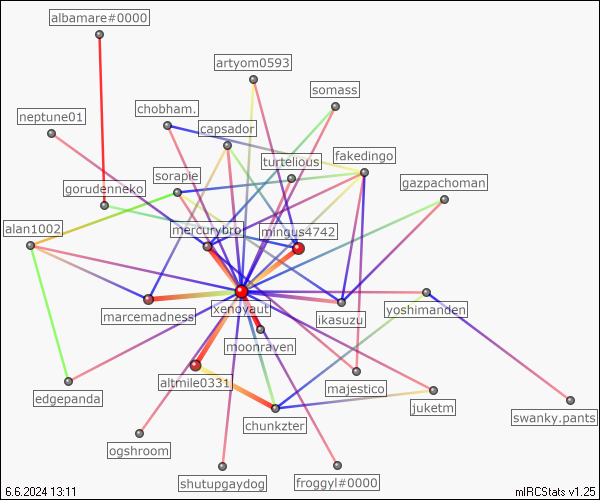 albamare#0000
artyom0593
somass
neptune01
chobham.
capsador
turtelious
fakedingo
sorapie
gorudenneko
gazpachoman
alan1002
mercurybro
mingus4742
xenoyaut
marcemadness
ikasuzu
yoshimanden
moonraven
altmile0331
edgepanda
majestico
juketm
swanky.pants
chunkzter
ogshroom
shutupgaydog
froggyl#0000
6.6.2024 13:11
mIRCStats v1.25